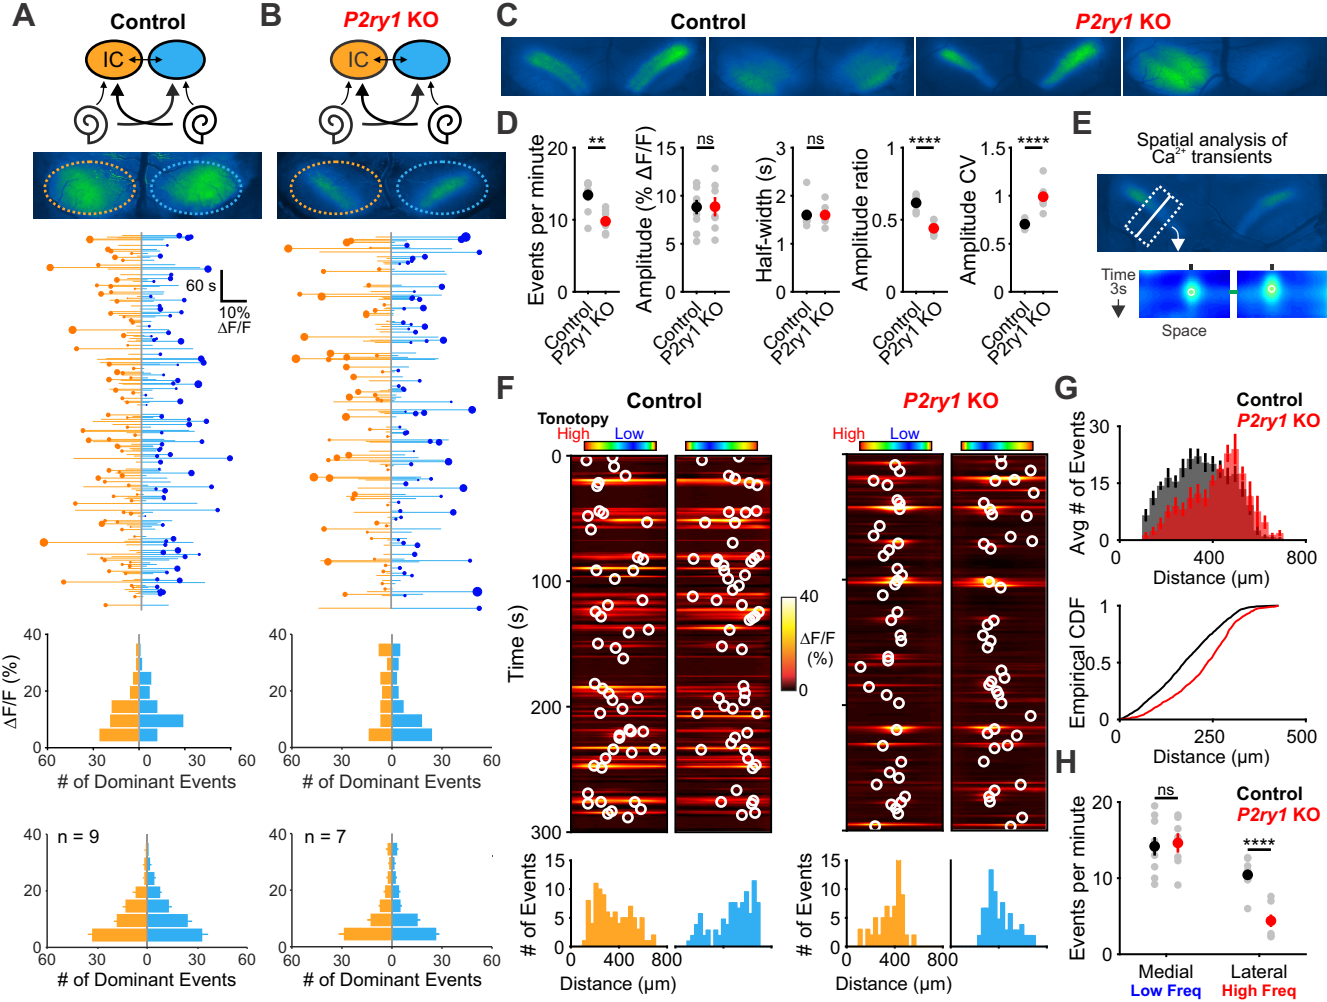 A
Control
IC
60 s
10%
ΔF/F
ΔF/F (%)
40
20
0
60
30
0
30
60
# of Dominant Events
n = 9
40
20
0
60
30
0
30
60
# of Dominant Events
B
P2ry1 KO
IC
40
20
0
60
30
0
30
60
# of Dominant Events
n = 7
40
20
0
60
30
0
30
60
# of Dominant Events
C
Control
P2ry1 KO
D
Events per minute
20
10
0
**
Control
P2ry1 KO
Amplitude (% ΔF/F)
15
10
5
0
ns
Control
P2ry1 KO
Half-width (s)
3
2
1
0
ns
Control
P2ry1 KO
Amplitude ratio
1
0.5
0
****
Control
P2ry1 KO
Amplitude CV
1.5
1
0.5
0
****
Control
P2ry1 KO
E
Spatial analysis of
Ca2+ transients
Time
3s
Space
F
Control
P2ry1 KO
Tonotopy
High
Low
High
Low
Time (s)
0
100
200
300
40
ΔF/F
(%)
0
# of Events
15
10
5
0
0
400
800
Distance (µm)
# of Events
15
10
5
0
0
400
800
Distance (µm)
G
Control
P2ry1 KO
Avg # of Events
30
15
0
0
400
800
Distance (µm)
Empirical CDF
1
0.5
0
0
250
500
Distance (µm)
H
Control
P2ry1 KO
Events per minute
20
10
0
ns
****
Medial
Low Freq
Lateral
High Freq